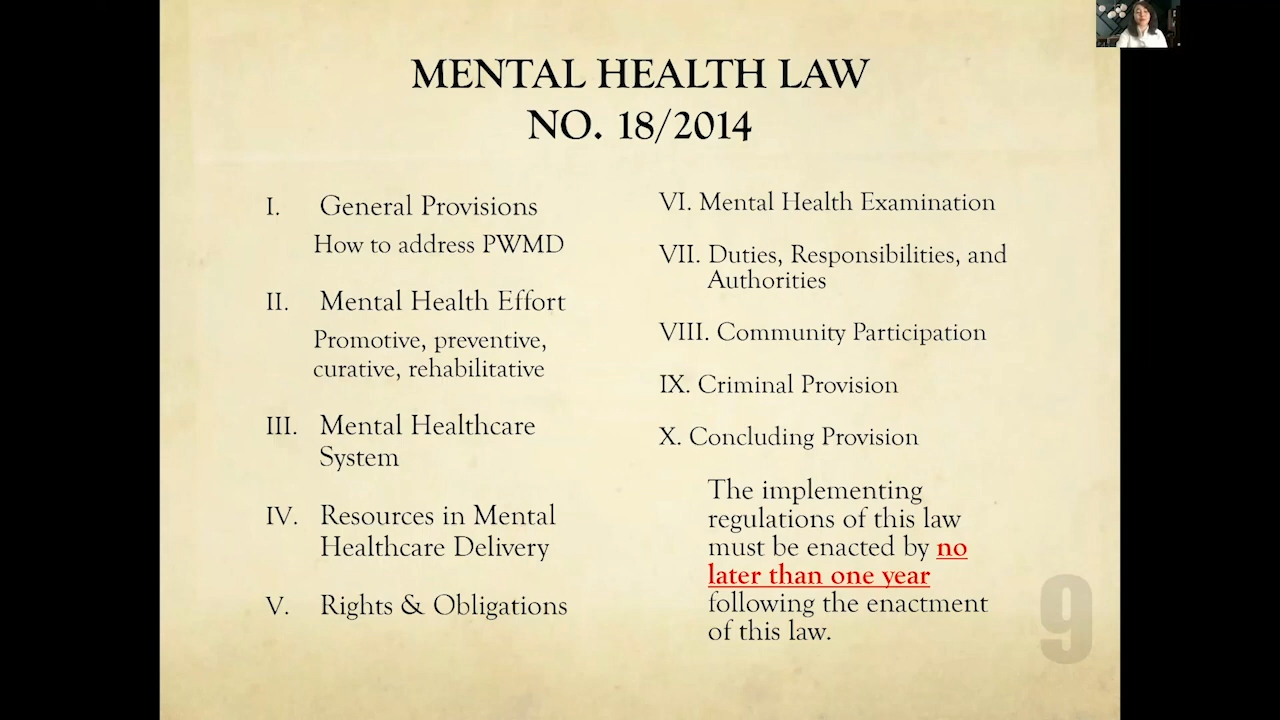 MENTAL HEALTH LAW
NO. 18/2014
I. General Provisions
How to address PWMD
II. Mental Health Effort
Promotive, preventive,
curative, rehabilitative
III. Mental Healthcare
System
IV. Resources in Mental
Healthcare Delivery
V. Rights & Obligations
VI. Mental Health Examination
VII. Duties, Responsibilities, and
Authorities
VIII. Community Participation
IX. Criminal Provision
X. Concluding Provision
The implementing
regulations of this law
must be enacted by no
later than one year
following the enactment
of this law.
9